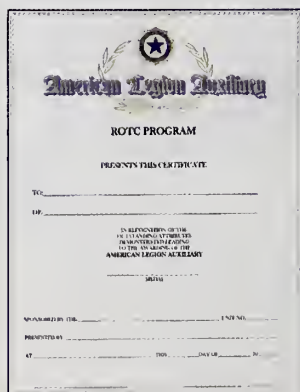 American Legion Auxiliary
ROTC PROGRAM
PRESENTS THIS CERTIFICATE
TO:
OF:
IN RECOGNITION OF THE
OUTSTANDING ATTRIBUTES
DEMONSTRATED LEADING
TO THE AWARDING OF THE
AMERICAN LEGION AUXILIARY
MEDAL
SPONSORED BY THE UNIT NO.
PRESENTED BY
AT THIS DAY OF